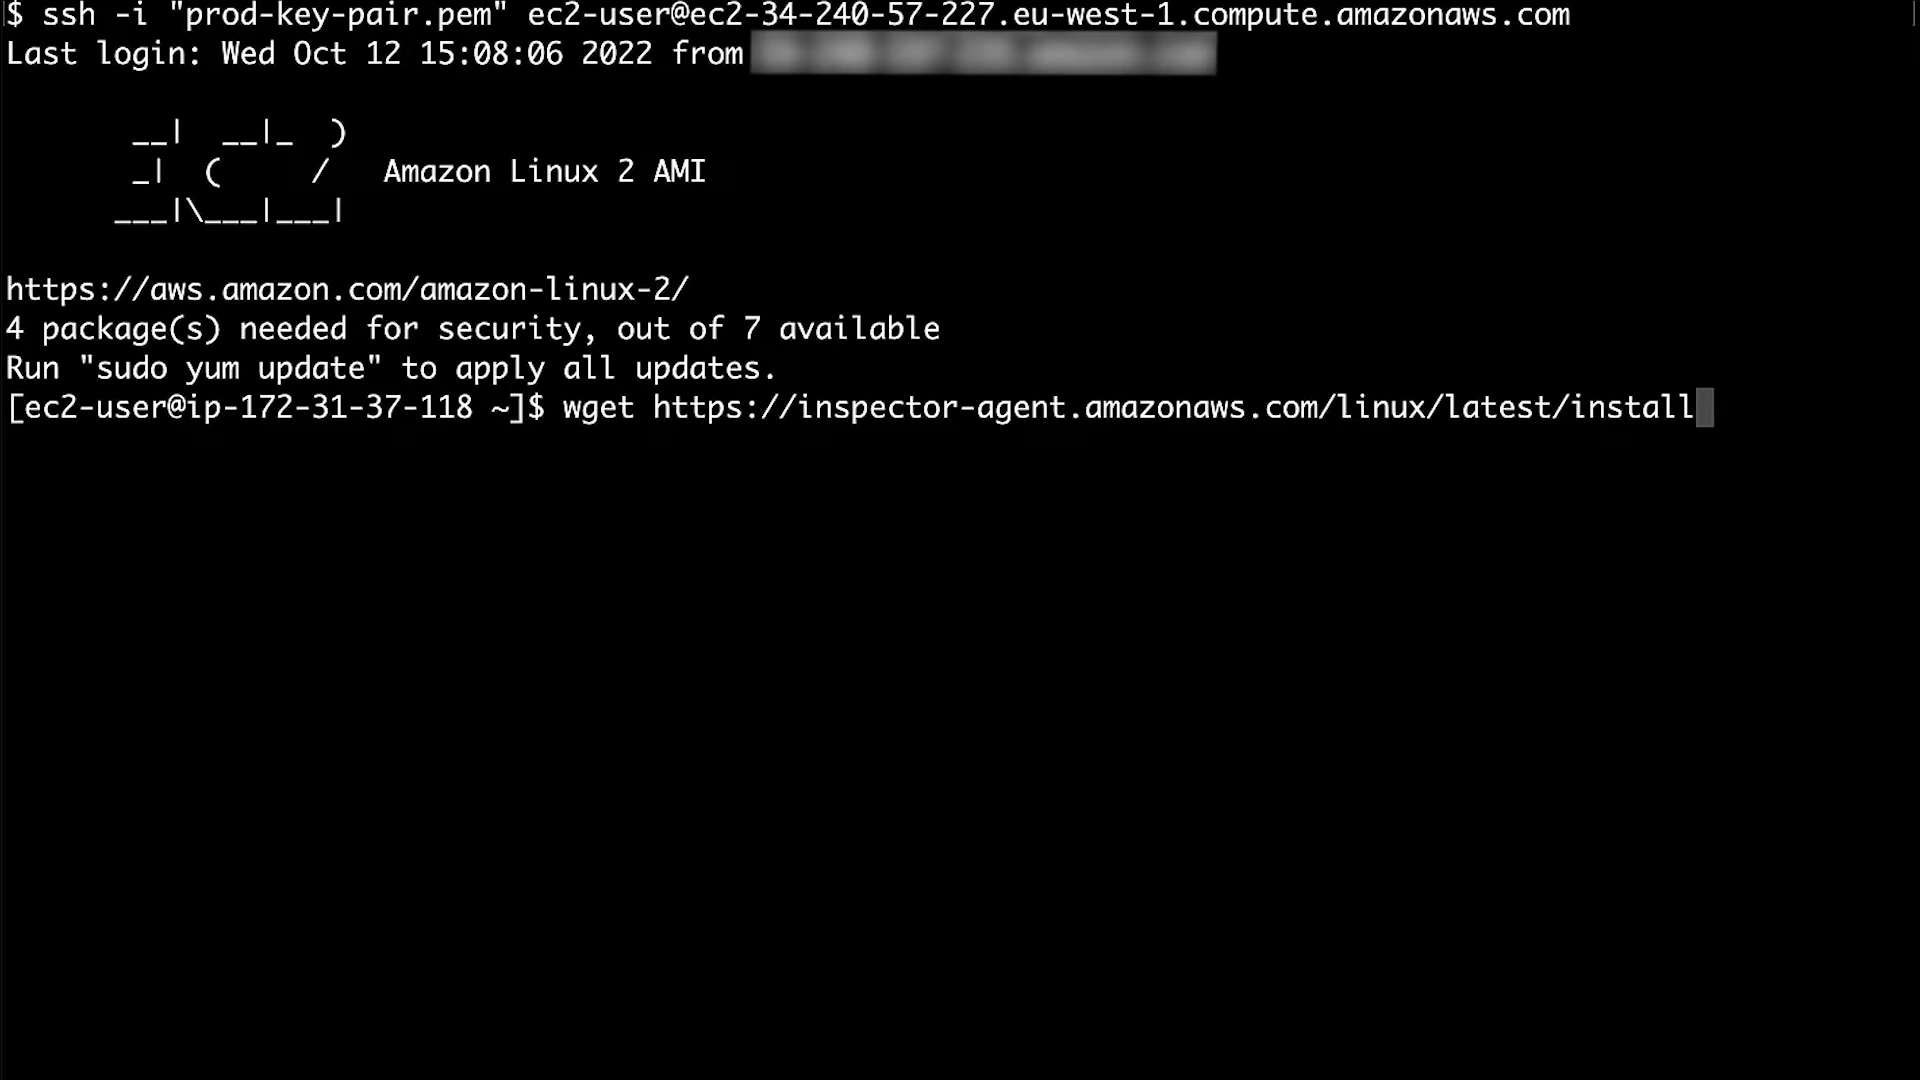 $ ssh -i "prod-key-pair.pem" ec2-user@ec2-34-240-57-227.eu-west-1.compute.amazonaws.com
Last login: Wed Oct 12 15:08:06 2022 from
       __|  __|_  )
       _|  (     /   Amazon Linux 2 AMI
      ___|\___|___|
https://aws.amazon.com/amazon-linux-2/
4 package(s) needed for security, out of 7 available
Run "sudo yum update" to apply all updates.
[ec2-user@ip-172-31-37-118 ~]$ wget https://inspector-agent.amazonaws.com/linux/latest/install